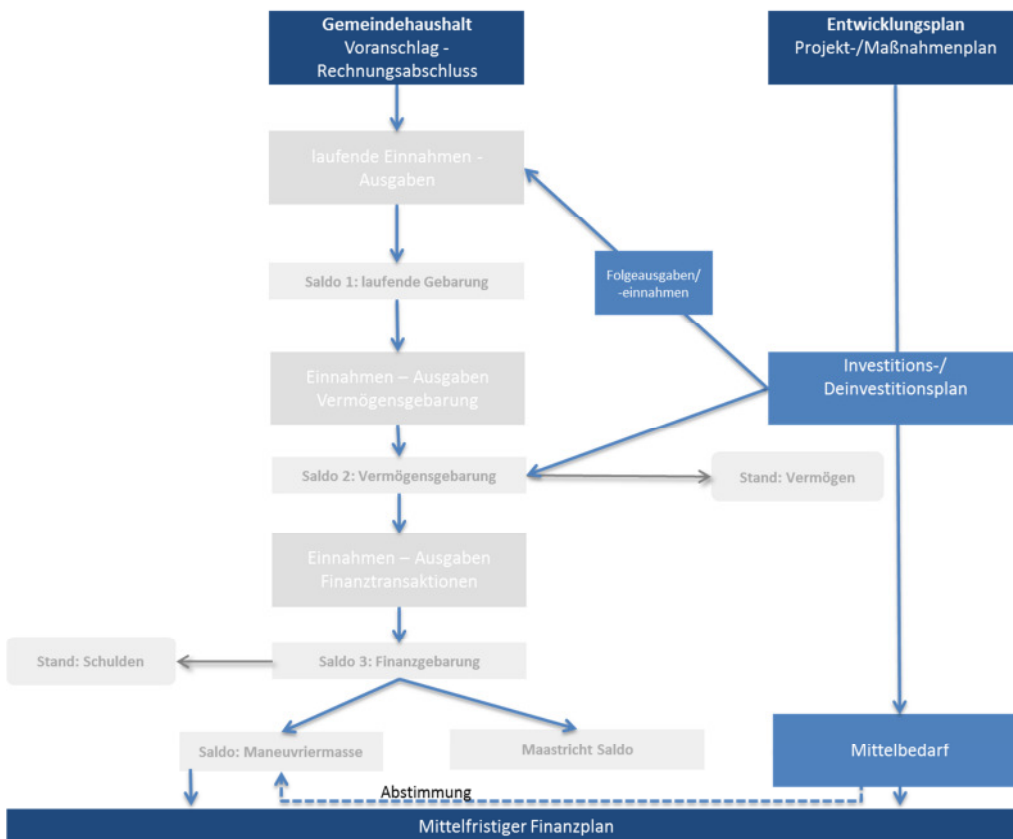 Gemeindehaushalt
Voranschlag -
Rechnungsabschluss
Entwicklungsplan
Projekt-/Maßnahmenplan
laufende Einnahmen -
Ausgaben
Folgeausgaben/
-einnahmen
Saldo 1: laufende Gebarung
Einnahmen – Ausgaben
Vermögensgebarung
Investitions-/
Deinvestitionsplan
Saldo 2: Vermögensgebarung
Stand: Vermögen
Einnahmen – Ausgaben
Finanztransaktionen
Stand: Schulden
Saldo 3: Finanzgebarung
Saldo: Maneuvriermasse
Maastricht Saldo
Mittelbedarf
Abstimmung
Mittelfristiger Finanzplan